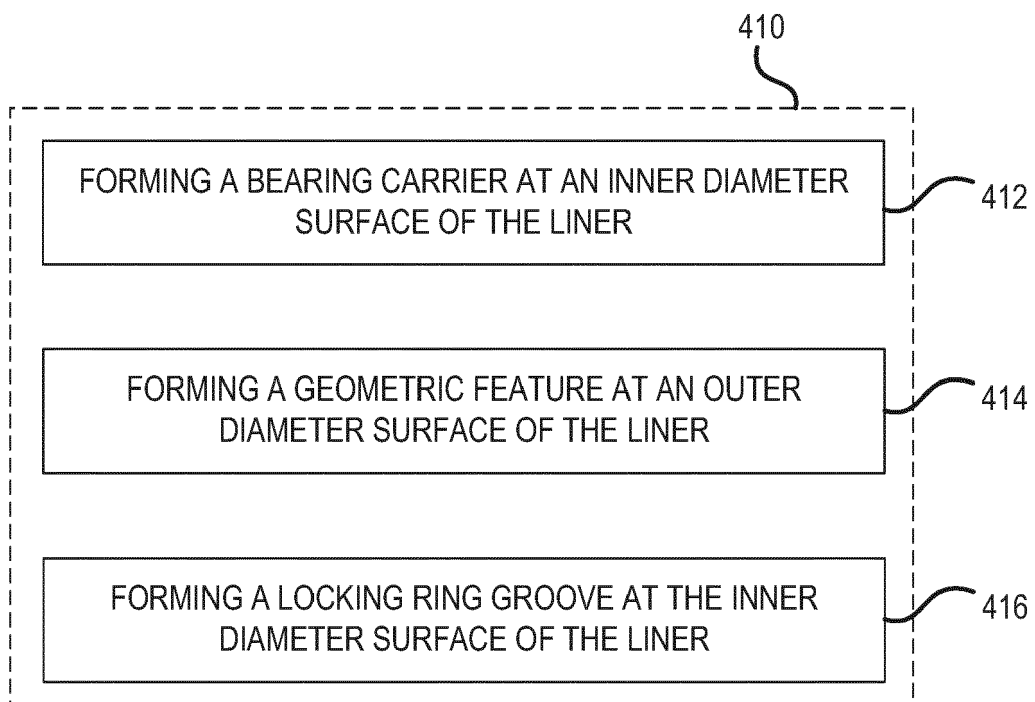 410
FORMING A BEARING CARRIER AT AN INNER DIAMETER
SURFACE OF THE LINER
412
FORMING A GEOMETRIC FEATURE AT AN OUTER
DIAMETER SURFACE OF THE LINER
414
FORMING A LOCKING RING GROOVE AT THE INNER
DIAMETER SURFACE OF THE LINER
416